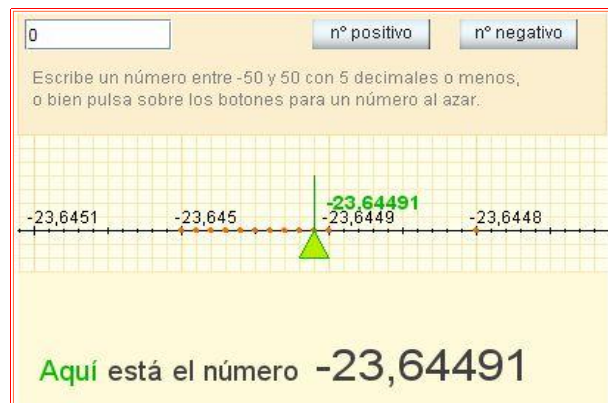 0 nº positivo nº negativo
Escribe un número entre -50 y 50 con 5 decimales o menos,
o bien pulsa sobre los botones para un número al azar.
-23,64491
-23,6451 -23,645 -23,6449 -23,6448
Aquí está el número -23,64491